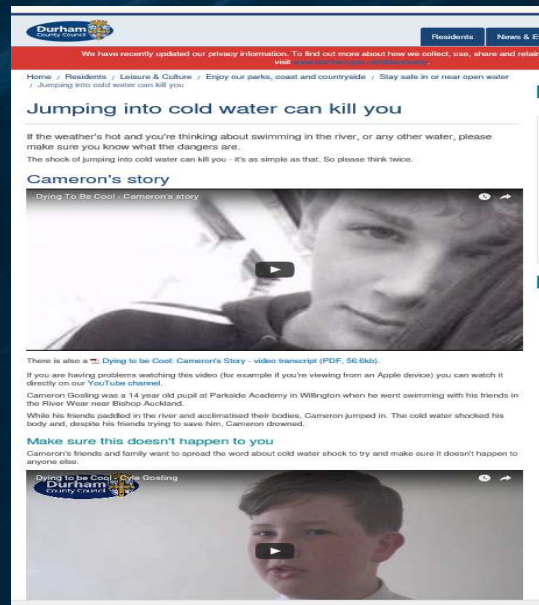 Durham
County Council
Residents
News & E
We have recently updated our privacy information. To find out more about how we collect, use, share and retain
visit
Home / Residents / Leisure & Culture / Enjoy our parks, coast and countryside / Stay safe in or near open water
/ Jumping into cold water can kill you
Jumping into cold water can kill you
If the weather's hot and you're thinking about swimming in the river, or any other water, please
make sure you know what the dangers are.
The shock of jumping into cold water can kill you - it's as simple as that. So please think twice.
Cameron's story
Dying To Be Cool - Cameron's story
There is also a Dying to be Cool: Cameron's Story - video transcript (PDF, 56.6kb).
If you are having problems watching this video (for example if you're viewing from an Apple device) you can watch it
directly on our YouTube channel.
Cameron Gosling was a 14 year old pupil at Parkside Academy in Willington when he went swimming with his friends in
the River Wear near Bishop Auckland.
While his friends paddled in the river and acclimatised their bodies, Cameron jumped in. The cold water shocked his
body and, despite his friends trying to save him, Cameron drowned.
Make sure this doesn't happen to you
Cameron's friends and family want to spread the word about cold water shock to try and make sure it doesn't happen to
anyone else.
Dying to be Cool - Cyle Gosling
Durham
County Council